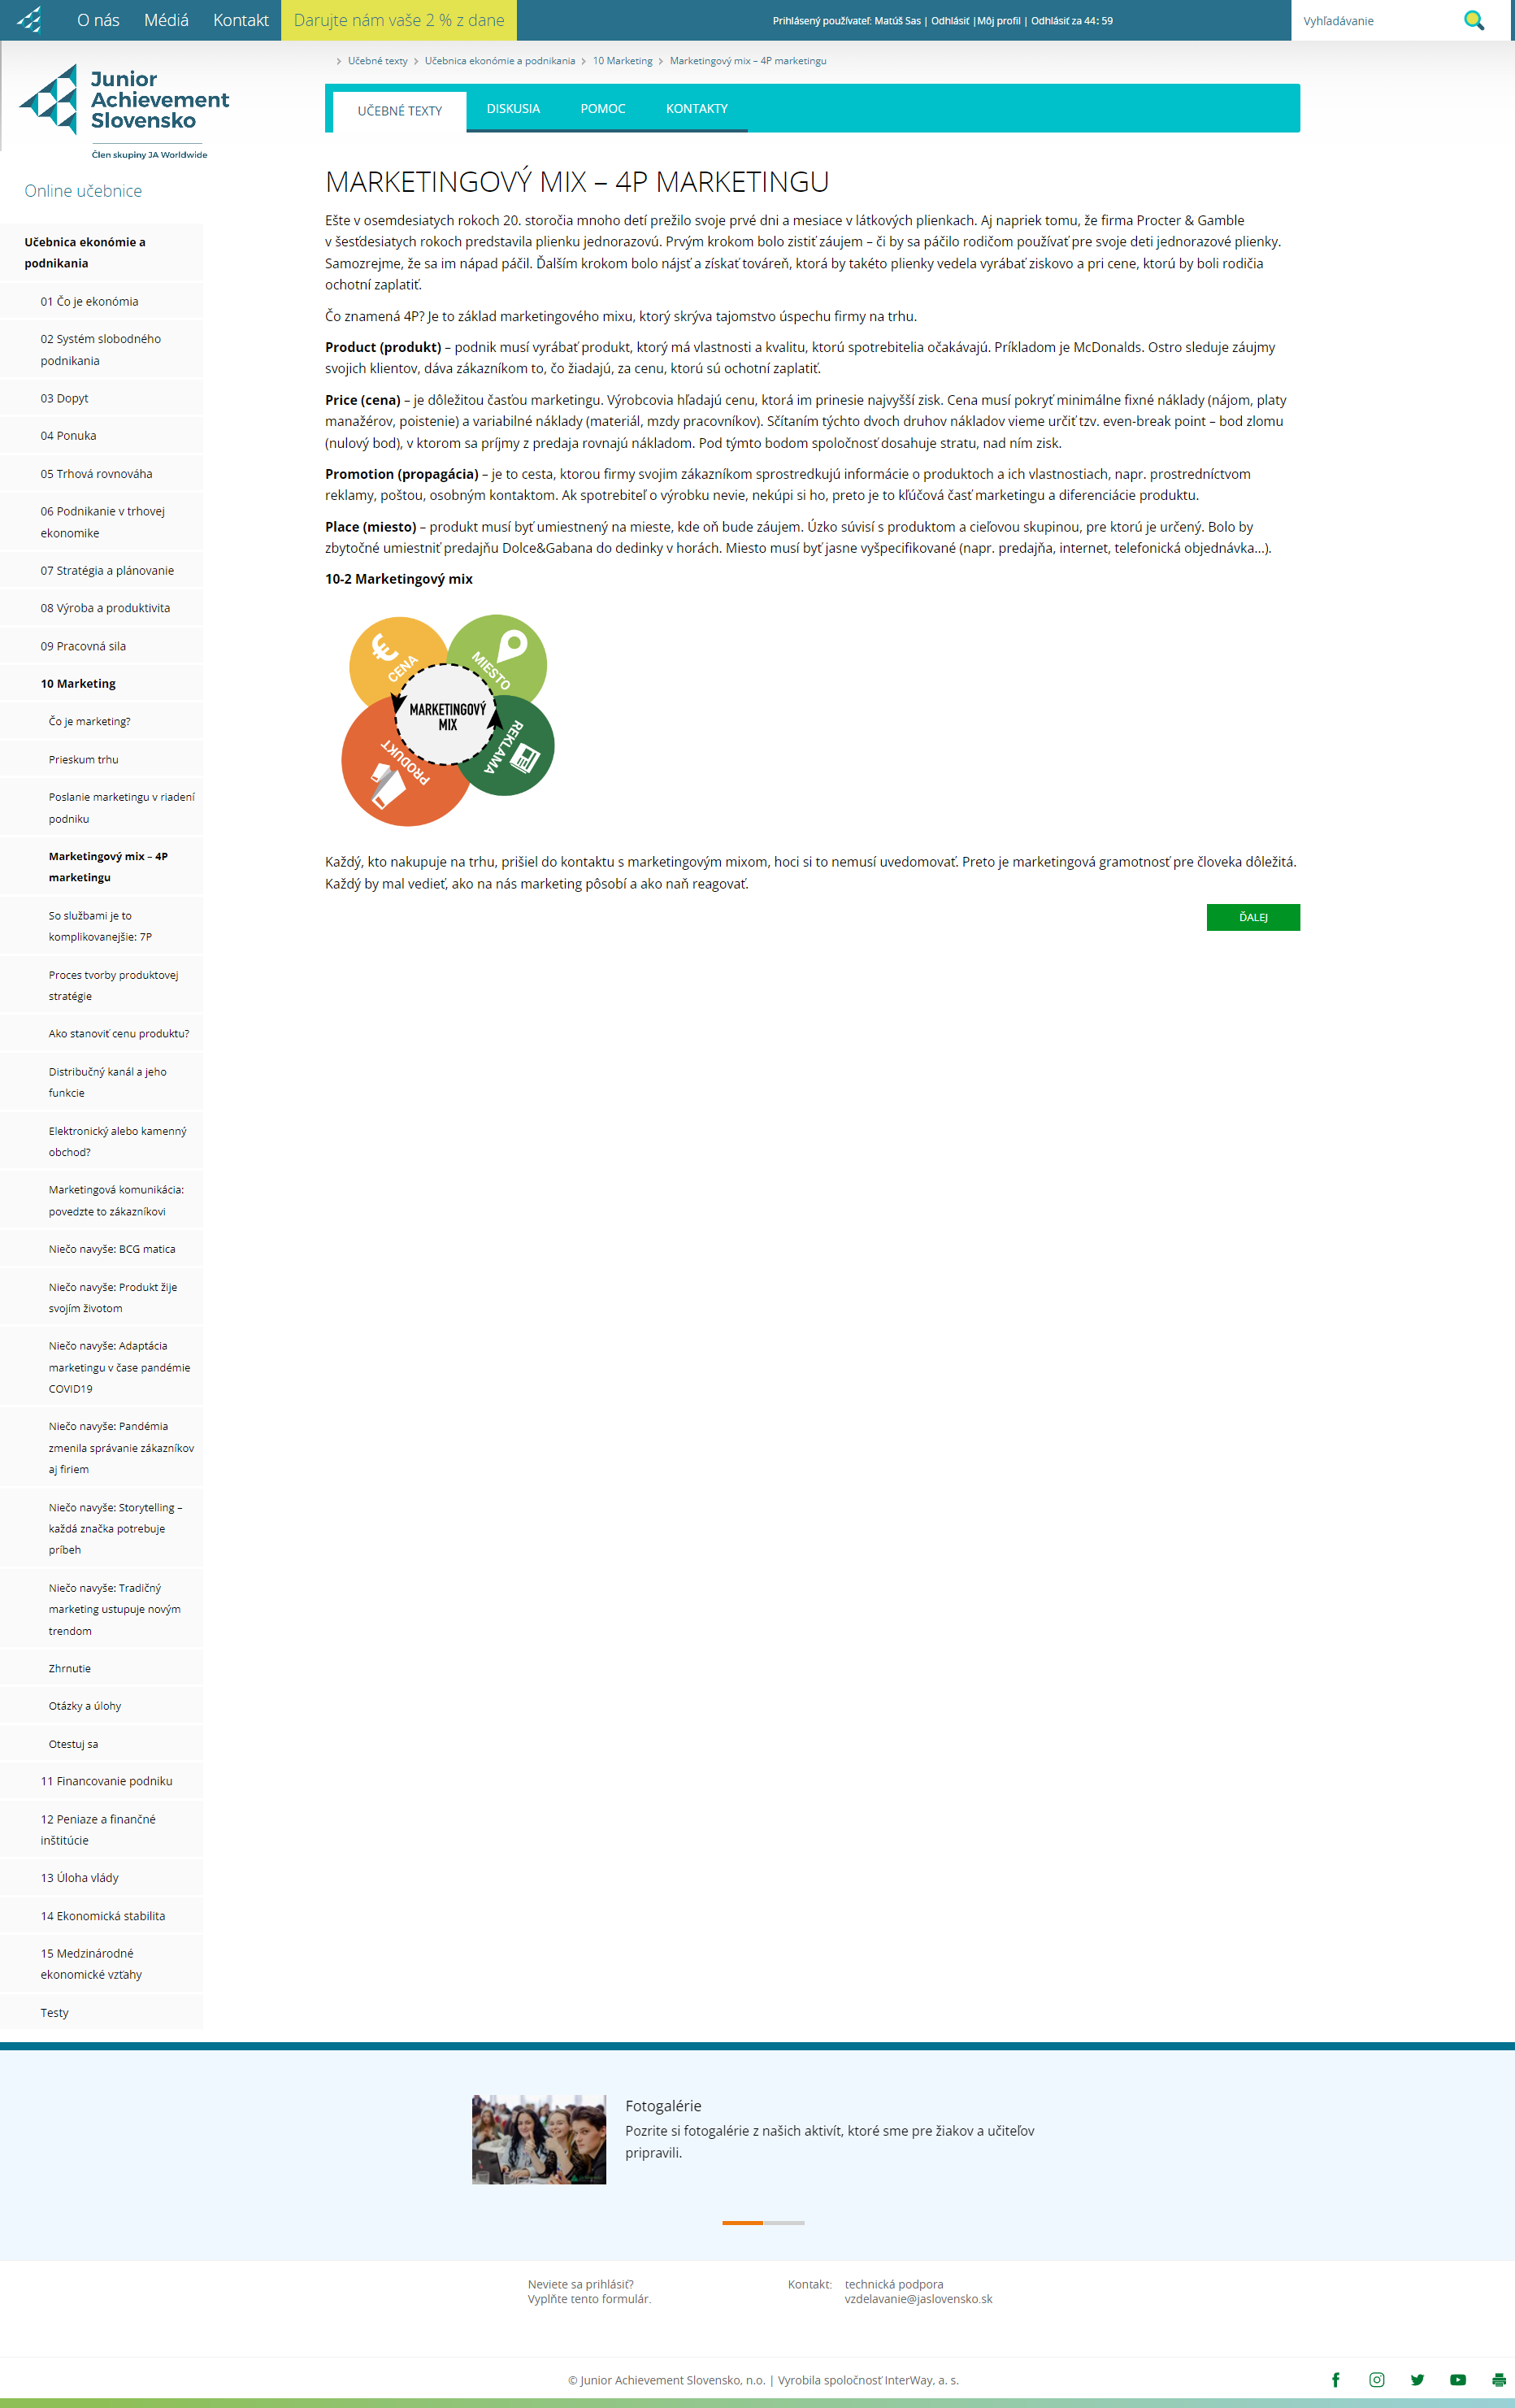 O nás Médiá Kontakt Darujte nám vaše 2 % z dane
Prihlásený používateľ: Matúš Sas | Odhlásiť |Môj profil | Odhlásiť za 44: 59
Vyhľadávanie
Junior
Achievement
Slovensko
Člen skupiny JA Worldwide
Učebné texty Učebnica ekonómie a podnikania 10 Marketing Marketingový mix – 4P marketingu
UČEBNÉ TEXTY DISKUSIA POMOC KONTAKTY
Online učebnice
Učebnica ekonómie a
podnikania
01 Čo je ekonómia
02 Systém slobodného
podnikania
03 Dopyt
04 Ponuka
05 Trhová rovnováha
06 Podnikanie v trhovej
ekonomike
07 Stratégia a plánovanie
08 Výroba a produktivita
09 Pracovná sila
10 Marketing
Čo je marketing?
Prieskum trhu
Poslanie marketingu v riadení
podniku
Marketingový mix – 4P
marketingu
So službami je to
komplikovanejšie: 7P
Proces tvorby produktovej
stratégie
Ako stanoviť cenu produktu?
Distribučný kanál a jeho
funkcie
Elektronický alebo kamenný
obchod?
Marketingová komunikácia:
povedzte to zákazníkovi
Niečo navyše: BCG matica
Niečo navyše: Produkt žije
svojím životom
Niečo navyše: Adaptácia
marketingu v čase pandémie
COVID19
Niečo navyše: Pandémia
zmenila správanie zákazníkov
aj firiem
Niečo navyše: Storytelling –
každá značka potrebuje
príbeh
Niečo navyše: Tradičný
marketing ustupuje novým
trendom
Zhrnutie
Otázky a úlohy
Otestuj sa
11 Financovanie podniku
12 Peniaze a finančné
inštitúcie
13 Úloha vlády
14 Ekonomická stabilita
15 Medzinárodné
ekonomické vzťahy
Testy
MARKETINGOVÝ MIX – 4P MARKETINGU
Ešte v osemdesiatych rokoch 20. storočia mnoho detí prežilo svoje prvé dni a mesiace v látkových plienkach. Aj napriek tomu, že firma Procter & Gamble
v šesťdesiatych rokoch predstavila plienku jednorazovú. Prvým krokom bolo zistiť záujem – či by sa páčilo rodičom používať pre svoje deti jednorazové plienky.
Samozrejme, že sa im nápad páčil. Ďalším krokom bolo nájsť a získať továreň, ktorá by takéto plienky vedela vyrábať ziskovo a pri cene, ktorú by boli rodičia
ochotní zaplatiť.
Čo znamená 4P? Je to základ marketingového mixu, ktorý skrýva tajomstvo úspechu firmy na trhu.
Product (produkt) – podnik musí vyrábať produkt, ktorý má vlastnosti a kvalitu, ktorú spotrebitelia očakávajú. Príkladom je McDonalds. Ostro sleduje záujmy
svojich klientov, dáva zákazníkom to, čo žiadajú, za cenu, ktorú sú ochotní zaplatiť.
Price (cena) – je dôležitou časťou marketingu. Výrobcovia hľadajú cenu, ktorá im prinesie najvyšší zisk. Cena musí pokryť minimálne fixné náklady (nájom, platy
manažérov, poistenie) a variabilné náklady (materiál, mzdy pracovníkov). Sčítaním týchto dvoch druhov nákladov vieme určiť tzv. even-break point – bod zlomu
(nulový bod), v ktorom sa príjmy z predaja rovnajú nákladom. Pod týmto bodom spoločnosť dosahuje stratu, nad ním zisk.
Promotion (propagácia) – je to cesta, ktorou firmy svojim zákazníkom sprostredkujú informácie o produktoch a ich vlastnostiach, napr. prostredníctvom
reklamy, poštou, osobným kontaktom. Ak spotrebiteľ o výrobku nevie, nekúpi si ho, preto je to kľúčová časť marketingu a diferenciácie produktu.
Place (miesto) – produkt musí byť umiestnený na mieste, kde oň bude záujem. Úzko súvisí s produktom a cieľovou skupinou, pre ktorú je určený. Bolo by
zbytočné umiestniť predajňu Dolce&Gabana do dedinky v horách. Miesto musí byť jasne vyšpecifikované (napr. predajňa, internet, telefonická objednávka...).
10-2 Marketingový mix
CENA
MIESTO
MARKETINGOVÝ
MIX
REKLAMA
PRODUKT
Každý, kto nakupuje na trhu, prišiel do kontaktu s marketingovým mixom, hoci si to nemusí uvedomovať. Preto je marketingová gramotnosť pre človeka dôležitá.
Každý by mal vedieť, ako na nás marketing pôsobí a ako naň reagovať.
ĎALEJ
Fotogalérie
Pozrite si fotogalérie z našich aktivít, ktoré sme pre žiakov a učiteľov
pripravili.
Neviete sa prihlásiť?
Vyplňte tento formulár.
Kontakt: technická podpora
vzdelavanie@jaslovensko.sk
© Junior Achievement Slovensko, n.o. | Vyrobila spoločnosť InterWay, a. s.